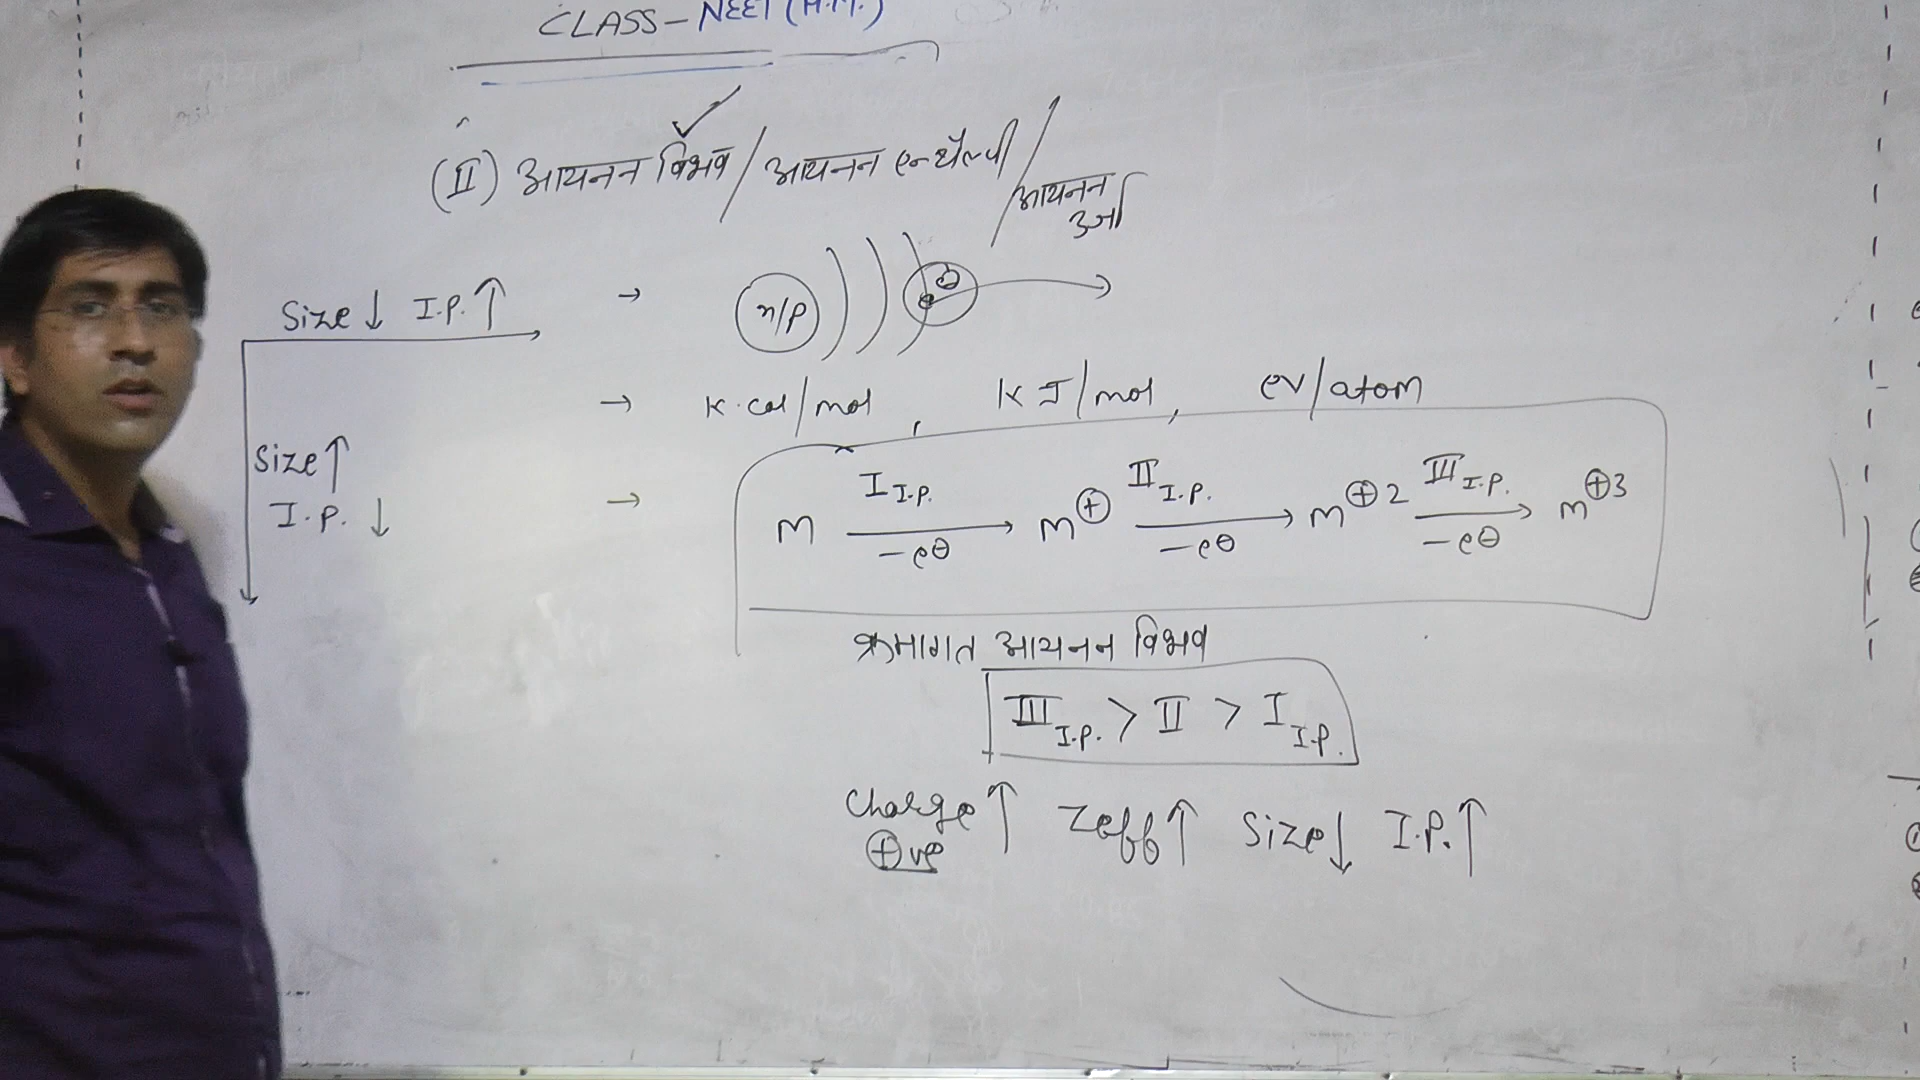 CLASS - NEET (H.M.)
(II) आयनन विभव / आयनन एन्थैल्पी / आयनन उर्जा
Size ↓ I.P. ↑
→ n/p e ⊖
→ K.cal/mol, KJ/mol, ev/atom
Size ↑
I.P. ↓
→ M —I I.P. / -e⊖→ M⊕ —II I.P. / -e⊖→ M⊕2 —III I.P. / -e⊖→ M⊕3
क्रमागत आयनन विभव
III I.P. > II > I I.P.
Charge ↑ Zeff ↑ Size ↓ I.P. ↑
⊕ve